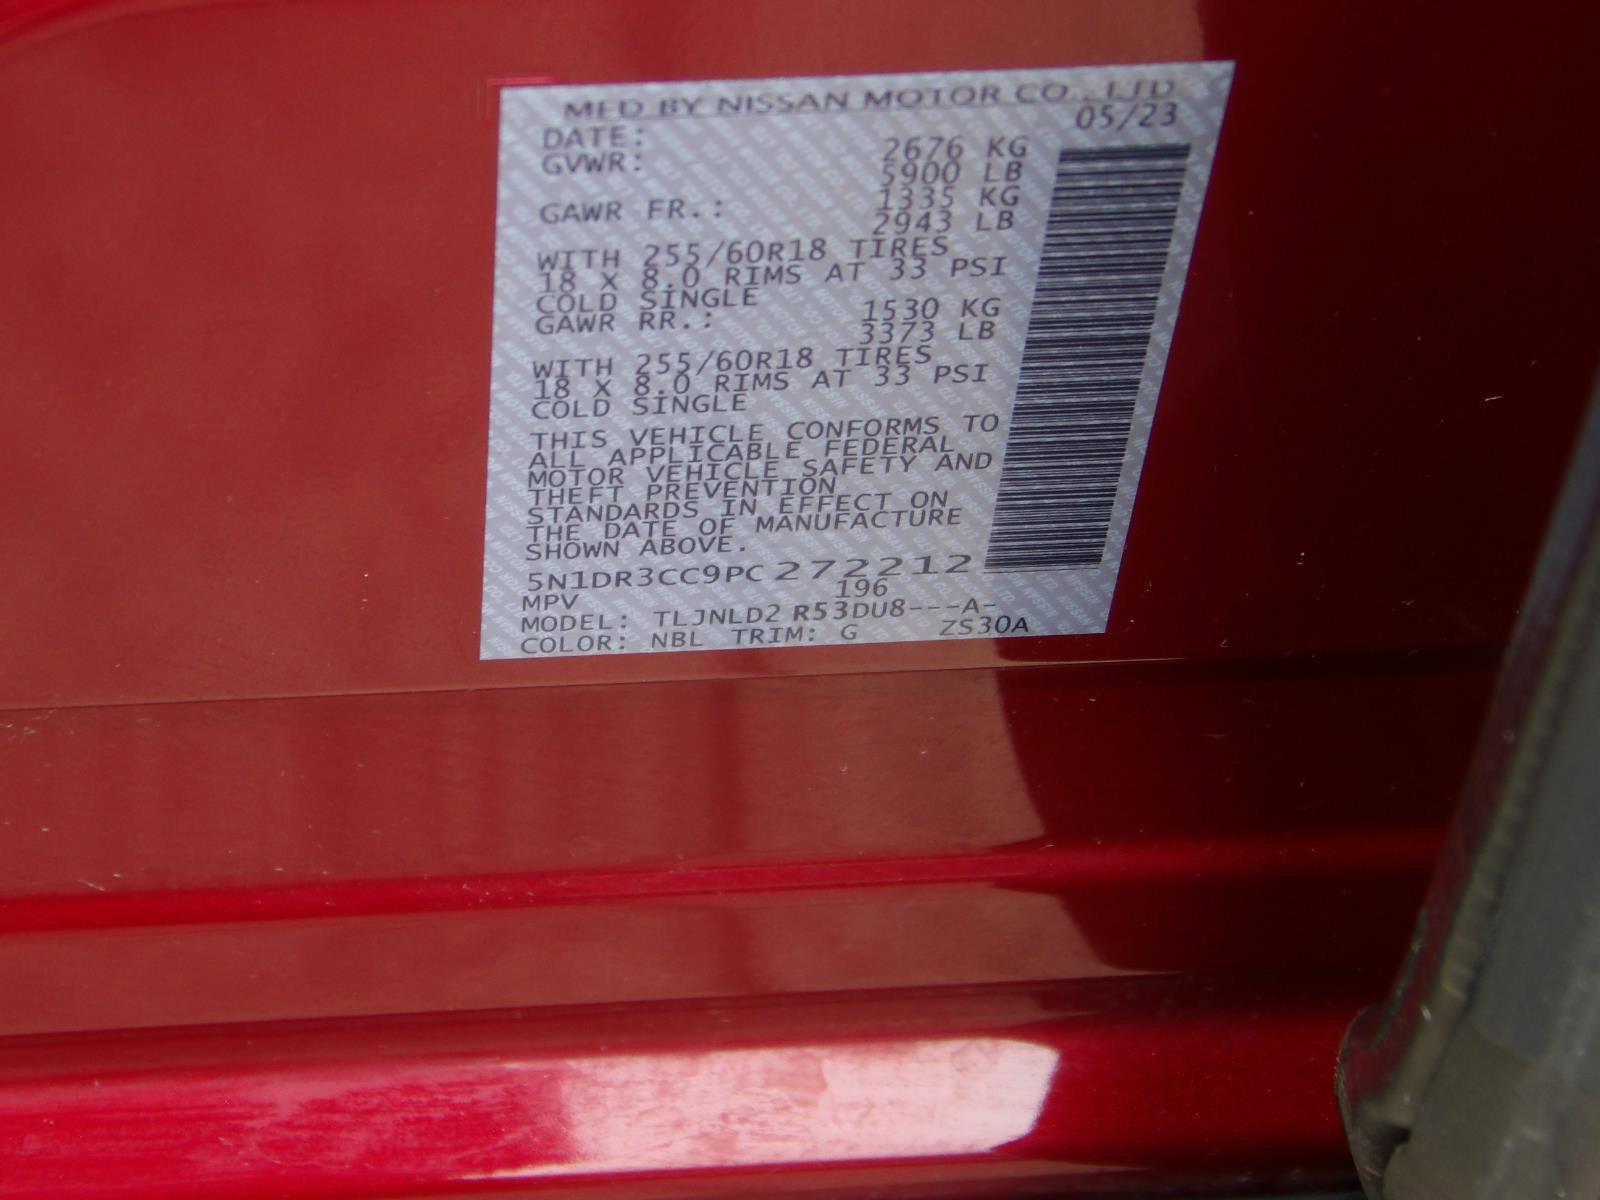 MFD BY NISSAN MOTOR CO., LTD
DATE: 05/23
GVWR: 2676 KG
5900 LB
GAWR FR.: 1335 KG
2943 LB
WITH 255/60R18 TIRES
18 X 8.0 RIMS AT 33 PSI
COLD SINGLE
GAWR RR.: 1530 KG
3373 LB
WITH 255/60R18 TIRES
18 X 8.0 RIMS AT 33 PSI
COLD SINGLE
THIS VEHICLE CONFORMS TO
ALL APPLICABLE FEDERAL
MOTOR VEHICLE SAFETY AND
THEFT PREVENTION
STANDARDS IN EFFECT ON
THE DATE OF MANUFACTURE
SHOWN ABOVE.
5N1DR3CC9PC272212
MPV 196
MODEL: TLJNLD2 R53DU8---A-
COLOR: NBL TRIM: G ZS30A